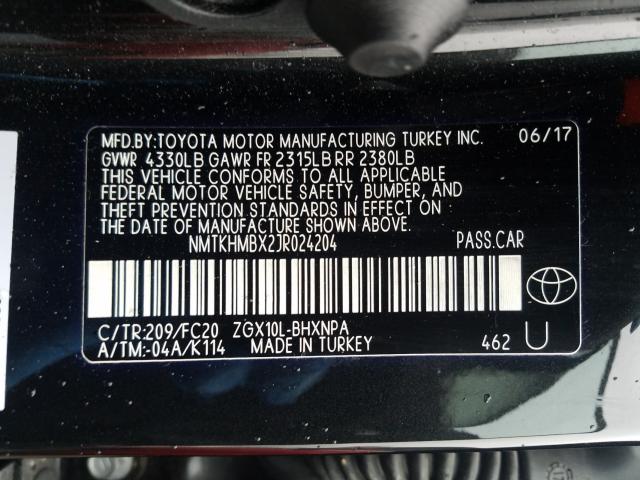 MFD.BY:TOYOTA MOTOR MANUFACTURING TURKEY INC. 06/17
GVWR 4330LB GAWR FR 2315LB RR 2380LB
THIS VEHICLE CONFORMS TO ALL APPLICABLE
FEDERAL MOTOR VEHICLE SAFETY, BUMPER, AND
THEFT PREVENTION STANDARDS IN EFFECT ON
THE DATE OF MANUFACTURE SHOWN ABOVE.
NMTKHMBX2JR024204 PASS.CAR
C/TR:209/FC20 ZGX10L-BHXNPA
A/TM:-04A/K114 MADE IN TURKEY 462 U